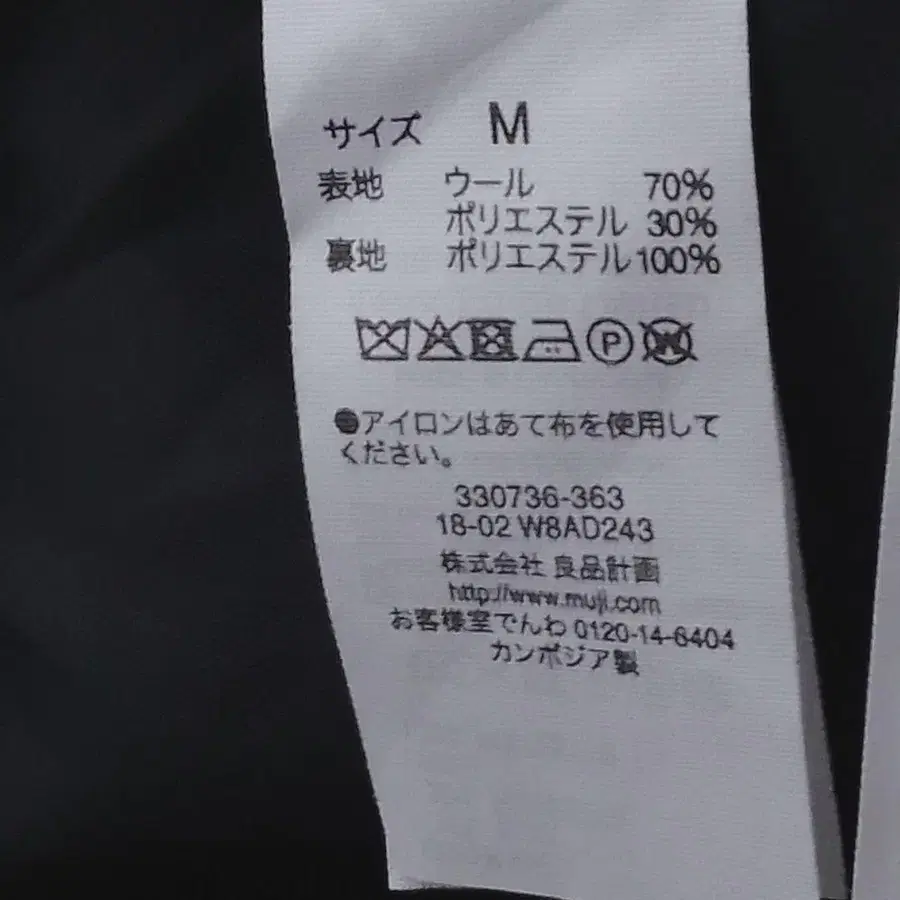 サイズ M
表地 ウール 70%
ポリエステル 30%
裏地 ポリエステル 100%
P W
●アイロンはあて布を使用して
ください。
330736-363
18-02 W8AD243
株式会社 良品計画
http://www.muji.com
お客様室でんわ 0120-14-6404
カンボジア製